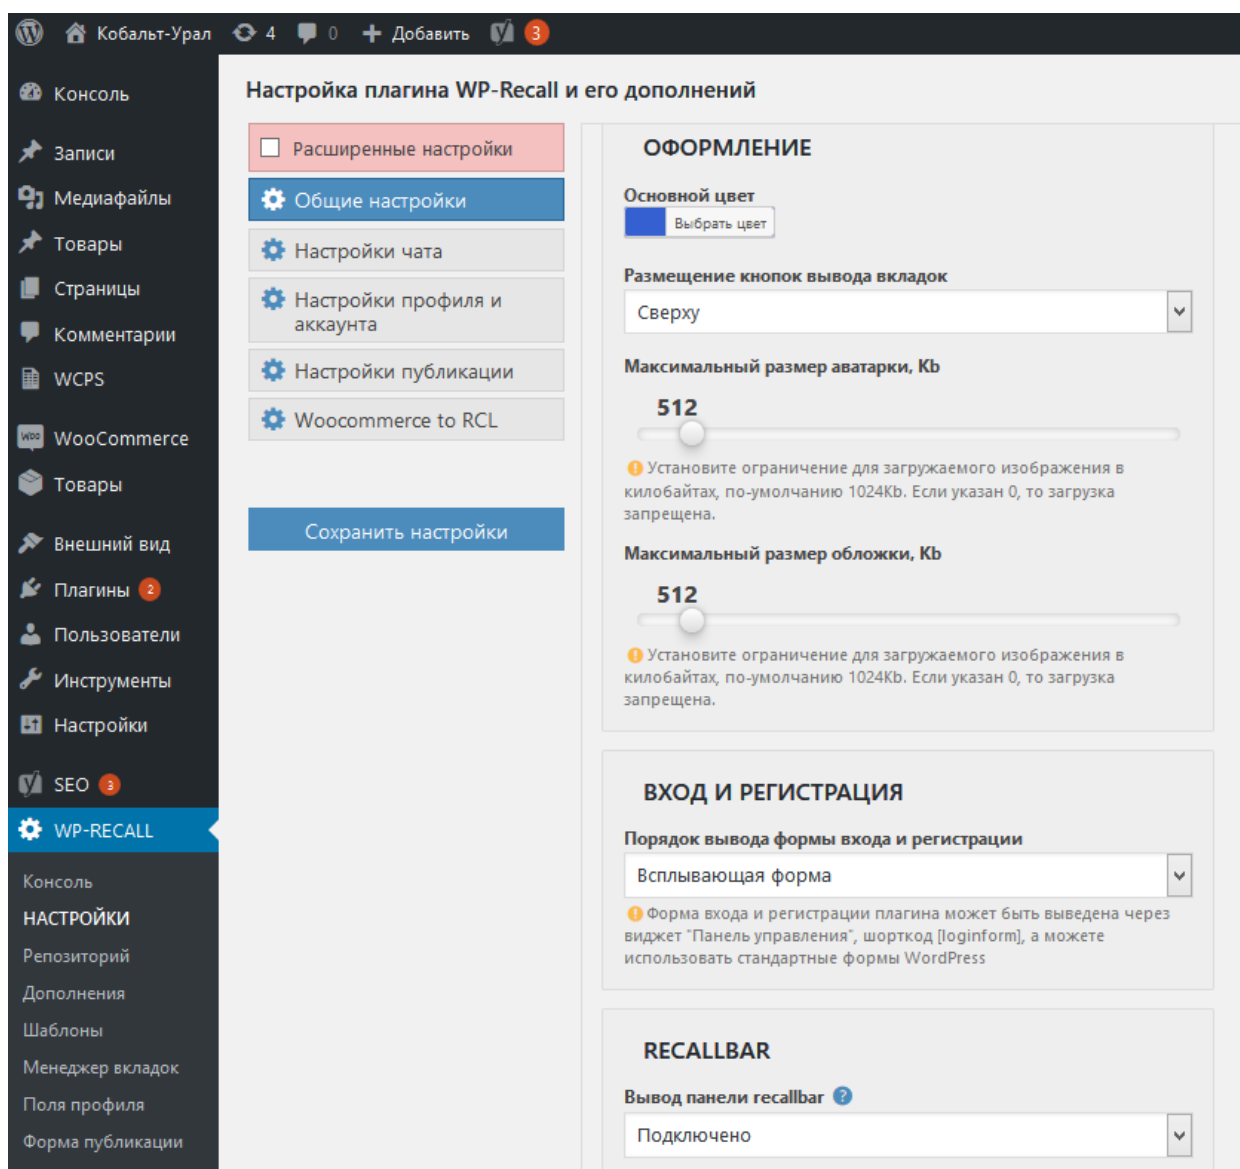 Кобальт-Урал 4 0 Добавить 3
Консоль
Записи
Медиафайлы
Товары
Страницы
Комментарии
WCPS
WooCommerce
Товары
Внешний вид
Плагины 2
Пользователи
Инструменты
Настройки
SEO 3
WP-RECALL
Консоль
НАСТРОЙКИ
Репозиторий
Дополнения
Шаблоны
Менеджер вкладок
Поля профиля
Форма публикации
Настройка плагина WP-Recall и его дополнений
Расширенные настройки
Общие настройки
Настройки чата
Настройки профиля и
аккаунта
Настройки публикации
Woocommerce to RCL
Сохранить настройки
ОФОРМЛЕНИЕ
Основной цвет
Выбрать цвет
Размещение кнопок вывода вкладок
Сверху
Максимальный размер аватарки, Kb
512
Установите ограничение для загружаемого изображения в
килобайтах, по-умолчанию 1024Kb. Если указан 0, то загрузка
запрещена.
Максимальный размер обложки, Kb
512
Установите ограничение для загружаемого изображения в
килобайтах, по-умолчанию 1024Kb. Если указан 0, то загрузка
запрещена.
ВХОД И РЕГИСТРАЦИЯ
Порядок вывода формы входа и регистрации
Всплывающая форма
Форма входа и регистрации плагина может быть выведена через
виджет "Панель управления", шорткод [loginform], а можете
использовать стандартные формы WordPress
RECALLBAR
Вывод панели recallbar ?
Подключено